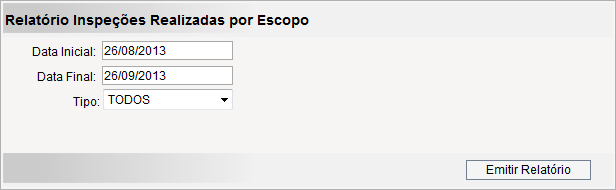 Relatório Inspeções Realizadas por Escopo
Data Inicial: 26/08/2013
Data Final: 26/09/2013
Tipo: TODOS
Emitir Relatório